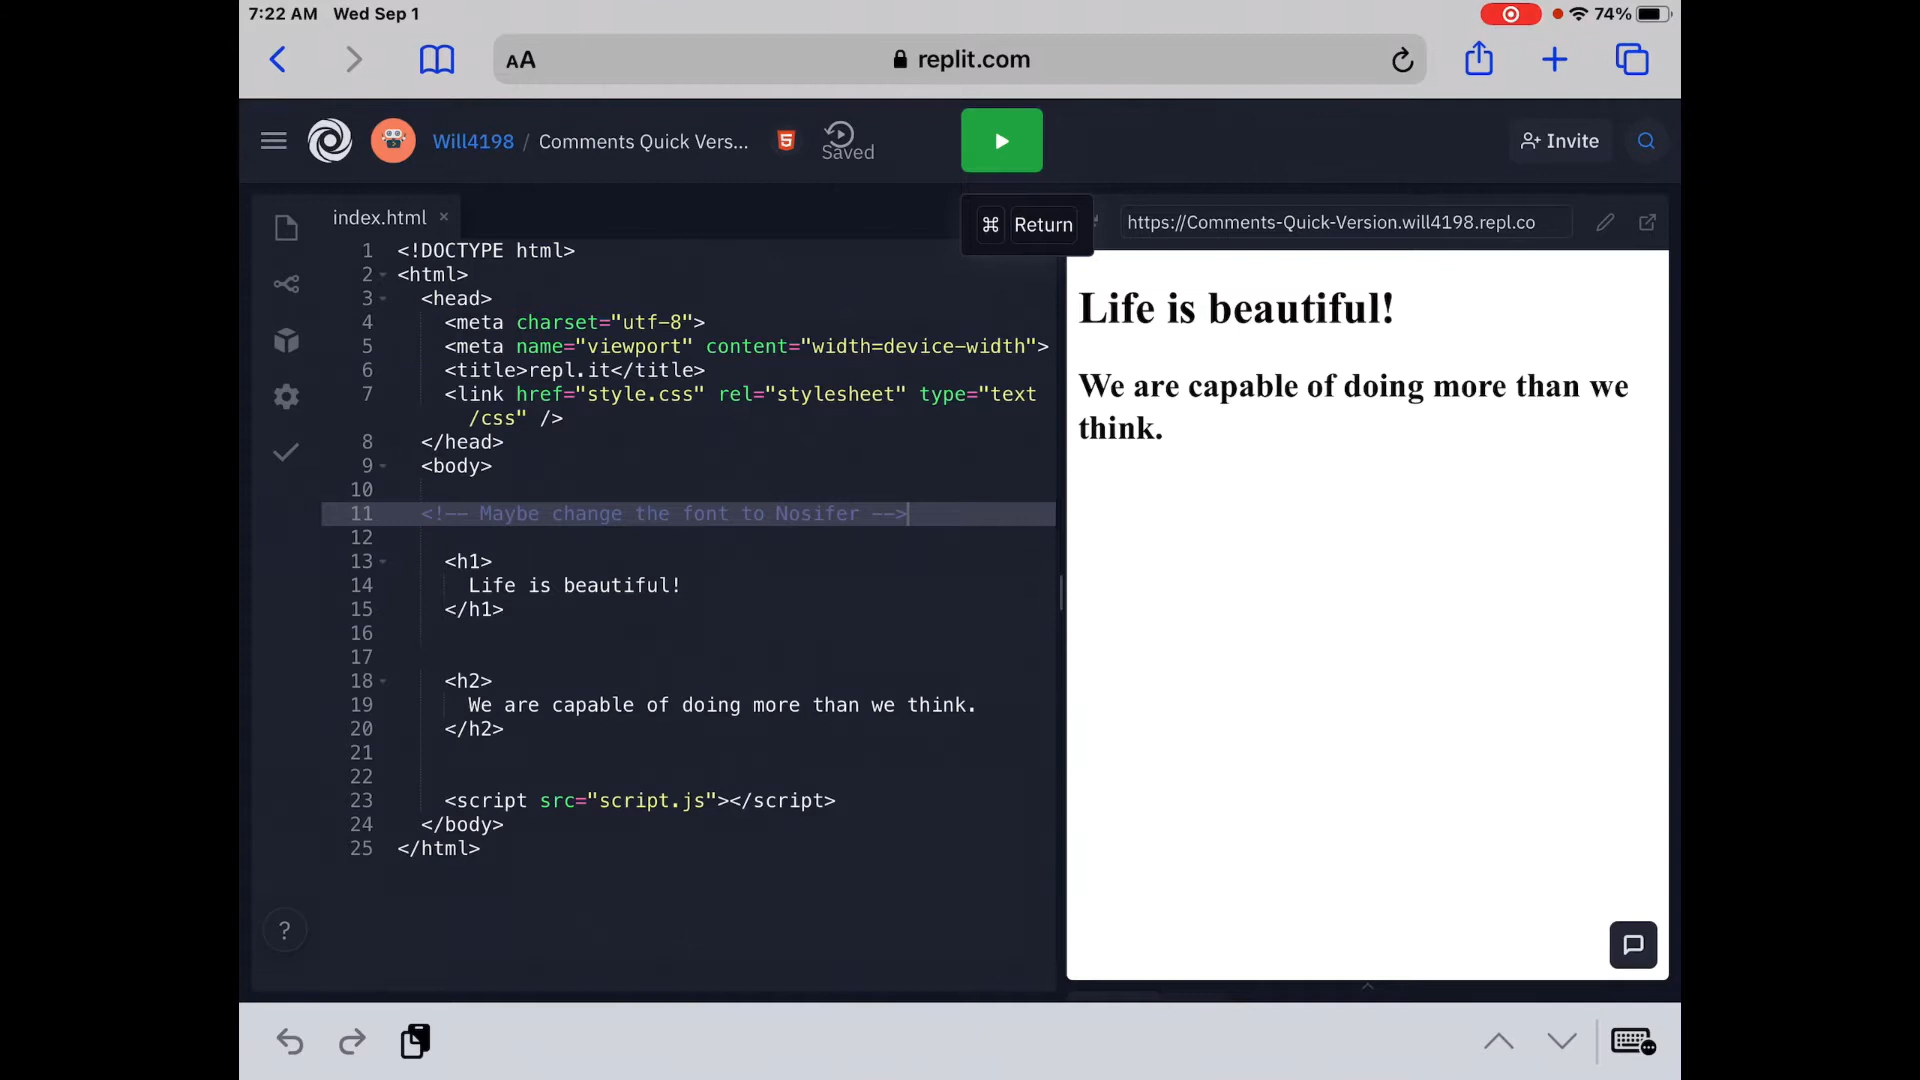 7:22 AM Wed Sep 1
74%
AA replit.com
Will4198 / Comments Quick Vers...
5
Saved
Invite
index.html ×
⌘ Return
https://Comments-Quick-Version.will4198.repl.co
1 <!DOCTYPE html>
2 <html>
3 <head>
4 <meta charset="utf-8">
5 <meta name="viewport" content="width=device-width">
6 <title>repl.it</title>
7 <link href="style.css" rel="stylesheet" type="text
/css" />
8 </head>
9 <body>
10
11 <!-- Maybe change the font to Nosifer -->
12
13 <h1>
14 Life is beautiful!
15 </h1>
16
17
18 <h2>
19 We are capable of doing more than we think.
20 </h2>
21
22
23 <script src="script.js"></script>
24 </body>
25 </html>
?
Life is beautiful!
We are capable of doing more than we
think.